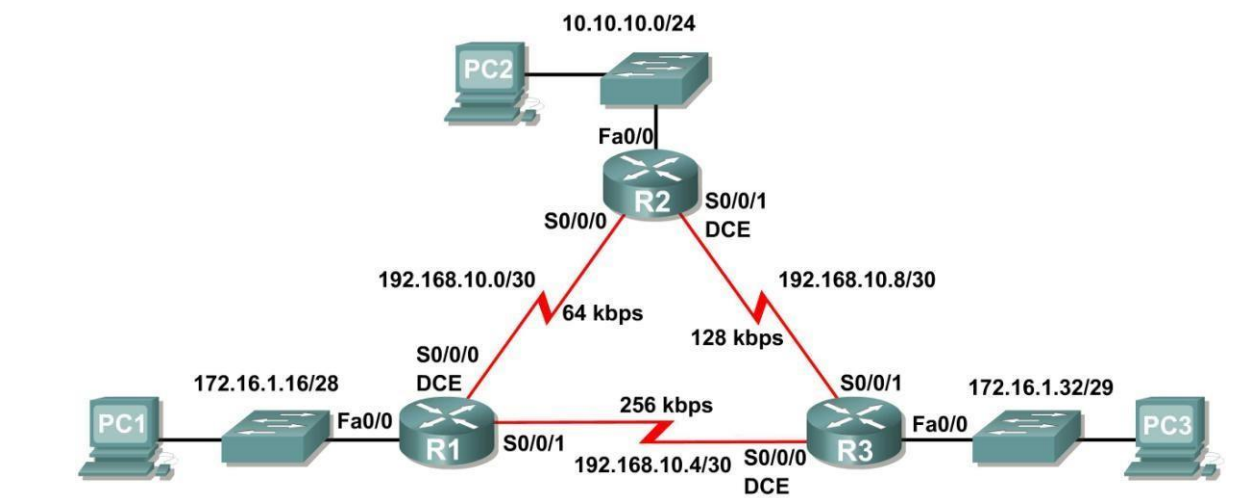 10.10.10.0/24
PC2
Fa0/0
R2
S0/0/1
DCE
S0/0/0
192.168.10.0/30
192.168.10.8/30
64 kbps
128 kbps
S0/0/0
DCE
172.16.1.16/28
S0/0/1
172.16.1.32/29
256 kbps
PC1
Fa0/0
R1
S0/0/1
192.168.10.4/30
S0/0/0
DCE
R3
Fa0/0
PC3